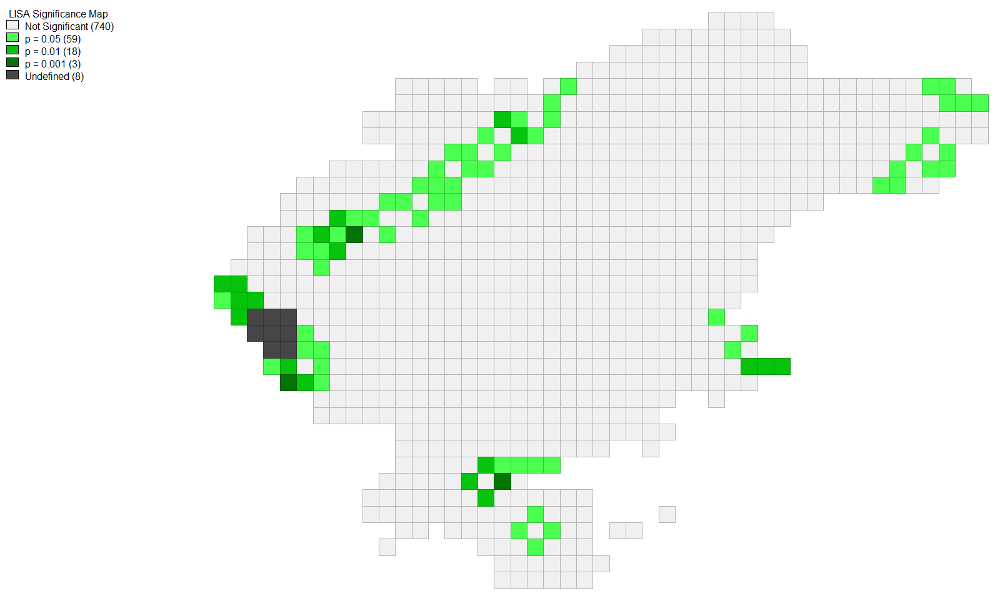 LISA Significance Map
Not Significant (740)
p = 0.05 (59)
p = 0.01 (18)
p = 0.001 (3)
Undefined (8)